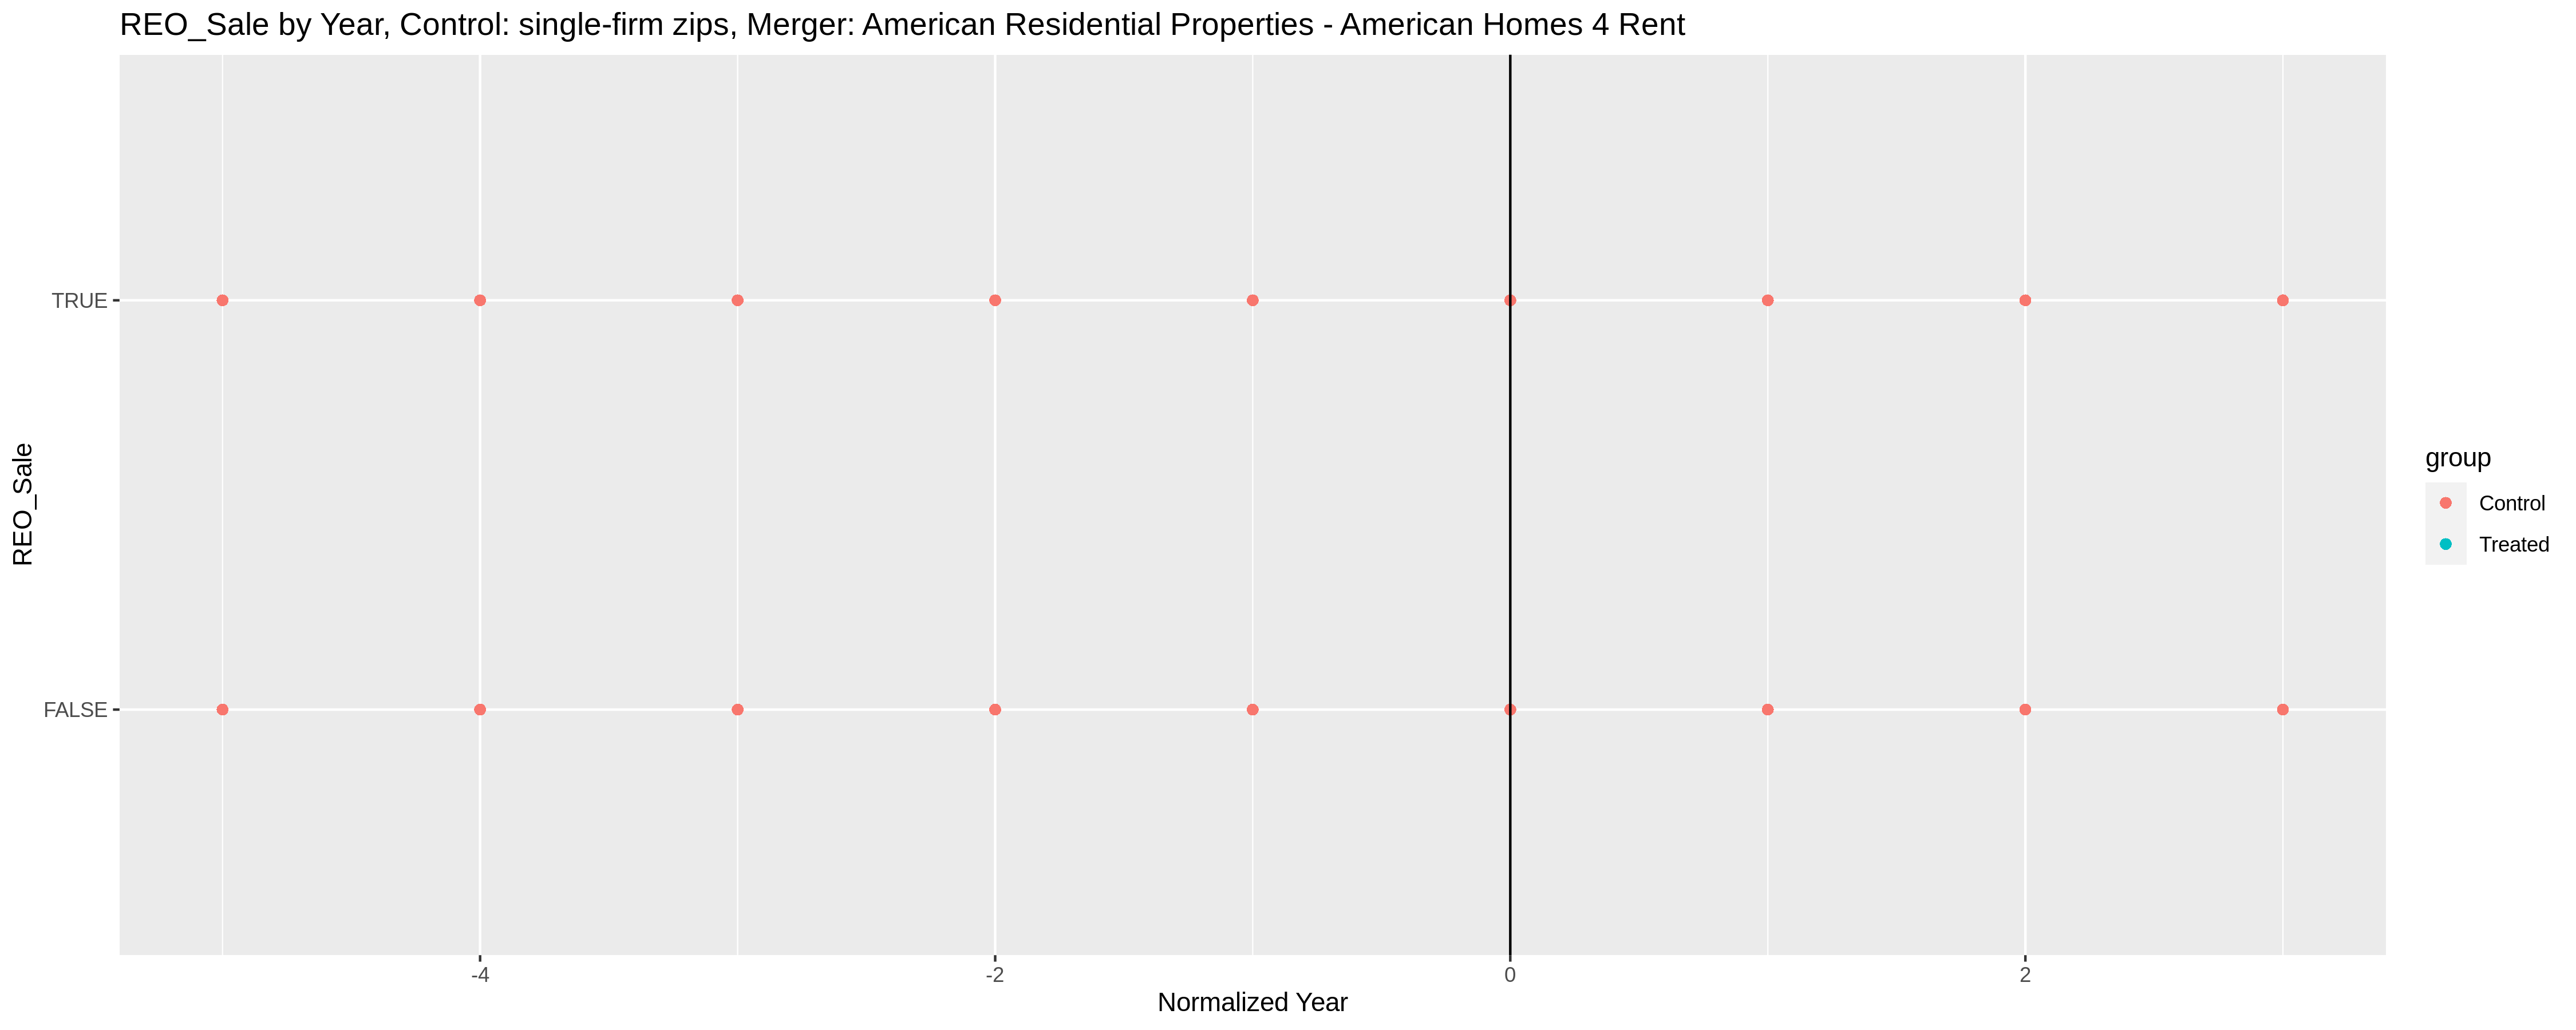 REO_Sale by Year, Control: single-firm zips, Merger: American Residential Properties - American Homes 4 Rent
REO_Sale
TRUE
FALSE
-4
-2
0
2
Normalized Year
group
Control
Treated